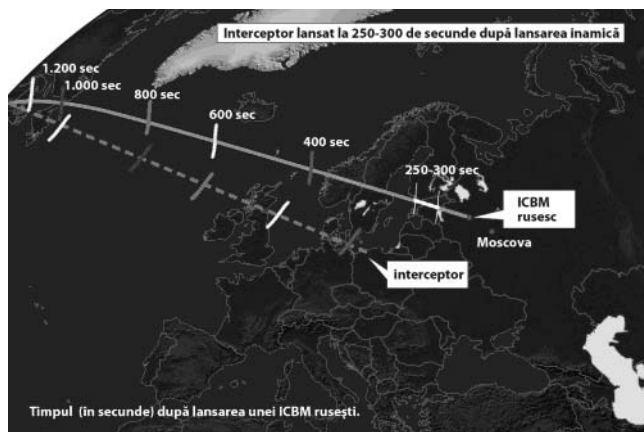 Interceptor lansat la 250-300 de secunde după lansarea inamică
1.200 sec
1.000 sec
800 sec
600 sec
400 sec
250-300 sec
ICBM
rusesc
Moscova
interceptor
Timpul (în secunde) după lansarea unei ICBM rusești.